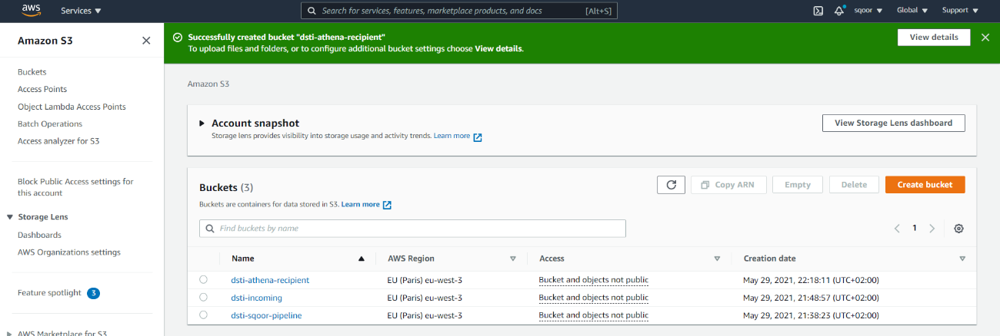 aws Services ▼ Search for services, features, marketplace products, and docs [Alt+S] sqoor ▼ Global ▼ Support ▼
Amazon S3
Buckets
Access Points
Object Lambda Access Points
Batch Operations
Access analyzer for S3
Block Public Access settings for
this account
Storage Lens
Dashboards
AWS Organizations settings
Feature spotlight 3
AWS Marketplace for S3
Successfully created bucket "dsti-athena-recipient"
To upload files and folders, or to configure additional bucket settings choose View details.
View details
Amazon S3
Account snapshot
Storage lens provides visibility into storage usage and activity trends. Learn more
View Storage Lens dashboard
Buckets (3)
Copy ARN Empty Delete Create bucket
Buckets are containers for data stored in S3. Learn more
Find buckets by name
1
Name AWS Region Access Creation date
dsti-athena-recipient EU (Paris) eu-west-3 Bucket and objects not public May 29, 2021, 22:18:11 (UTC+02:00)
dsti-incoming EU (Paris) eu-west-3 Bucket and objects not public May 29, 2021, 21:48:57 (UTC+02:00)
dsti-sqoor-pipeline EU (Paris) eu-west-3 Bucket and objects not public May 29, 2021, 21:38:23 (UTC+02:00)